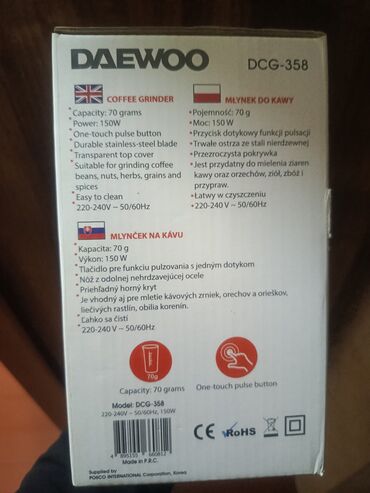 DAEWOO
DCG-358
COFFEE GRINDER
• Capacity: 70 grams
• Power: 150W
• One-touch pulse button
• Durable stainless-steel blade
• Transparent top cover
• Suitable for grinding coffee
beans, nuts, herbs, grains and
spices
• Easy to clean
• 220-240V ~ 50/60Hz
MŁYNEK DO KAWY
• Pojemność: 70 g
• Moc: 150 W
• Przycisk dotykowy funkcji pulsacji
• Trwałe ostrza ze stali nierdzewnej
• Przezroczysta pokrywka
• Jest przydatny do mielenia ziaren
kawy oraz orzechów, ziół, zbóż i
przypraw.
• Łatwy w czyszczeniu
• 220-240V ~ 50/60Hz
MLYNČEK NA KÁVU
• Kapacita: 70 g
• Výkon: 150 W
• Tlačidlo pre funkciu pulzovania s jedným dotykom
• Nôž z odolnej nehrdzavejúcej ocele
• Priehľadný horný kryt
• Je vhodný aj pre mletie kávových zrniek, orechov a orieškov,
liečivých rastlín, obilia korenín.
• Ľahko sa čistí
• 220-240V ~ 50/60Hz
70g
Capacity: 70 grams
One-touch pulse button
Model: DCG-358
220-240V ~ 50/60Hz, 150W
4 895155 660812
Made in P.R.C.
CE
RoHS
Supplied by
POSCO INTERNATIONAL Corporation, Korea